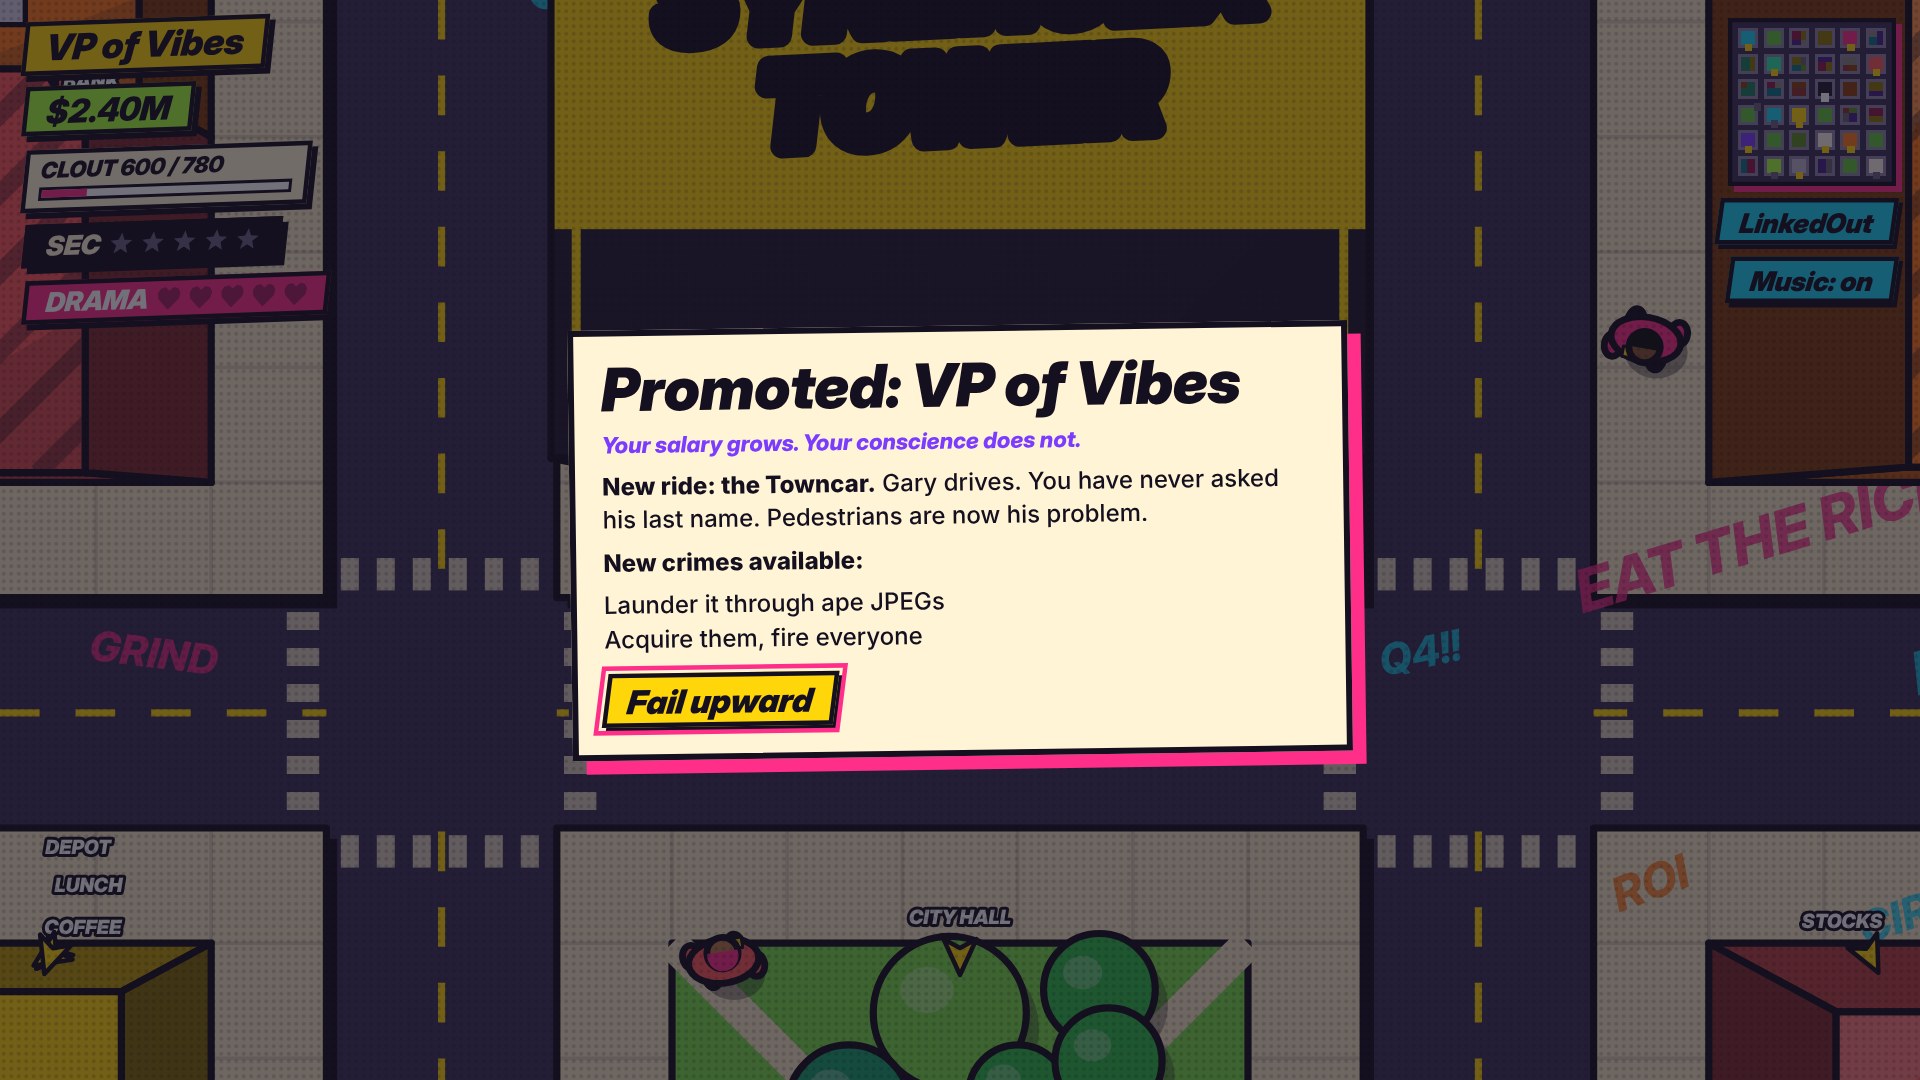 VP of Vibes
RANK
$2.40M
CLOUT 600 / 780
SEC
DRAMA
TOWER
LinkedOut
Music: on
Promoted: VP of Vibes
Your salary grows. Your conscience does not.
New ride: the Towncar. Gary drives. You have never asked
his last name. Pedestrians are now his problem.
New crimes available:
Launder it through ape JPEGs
Acquire them, fire everyone
Fail upward
EAT THE RIC
GRIND
Q4!!
DEPOT
LUNCH
COFFEE
CITY HALL
ROI
STOCKS